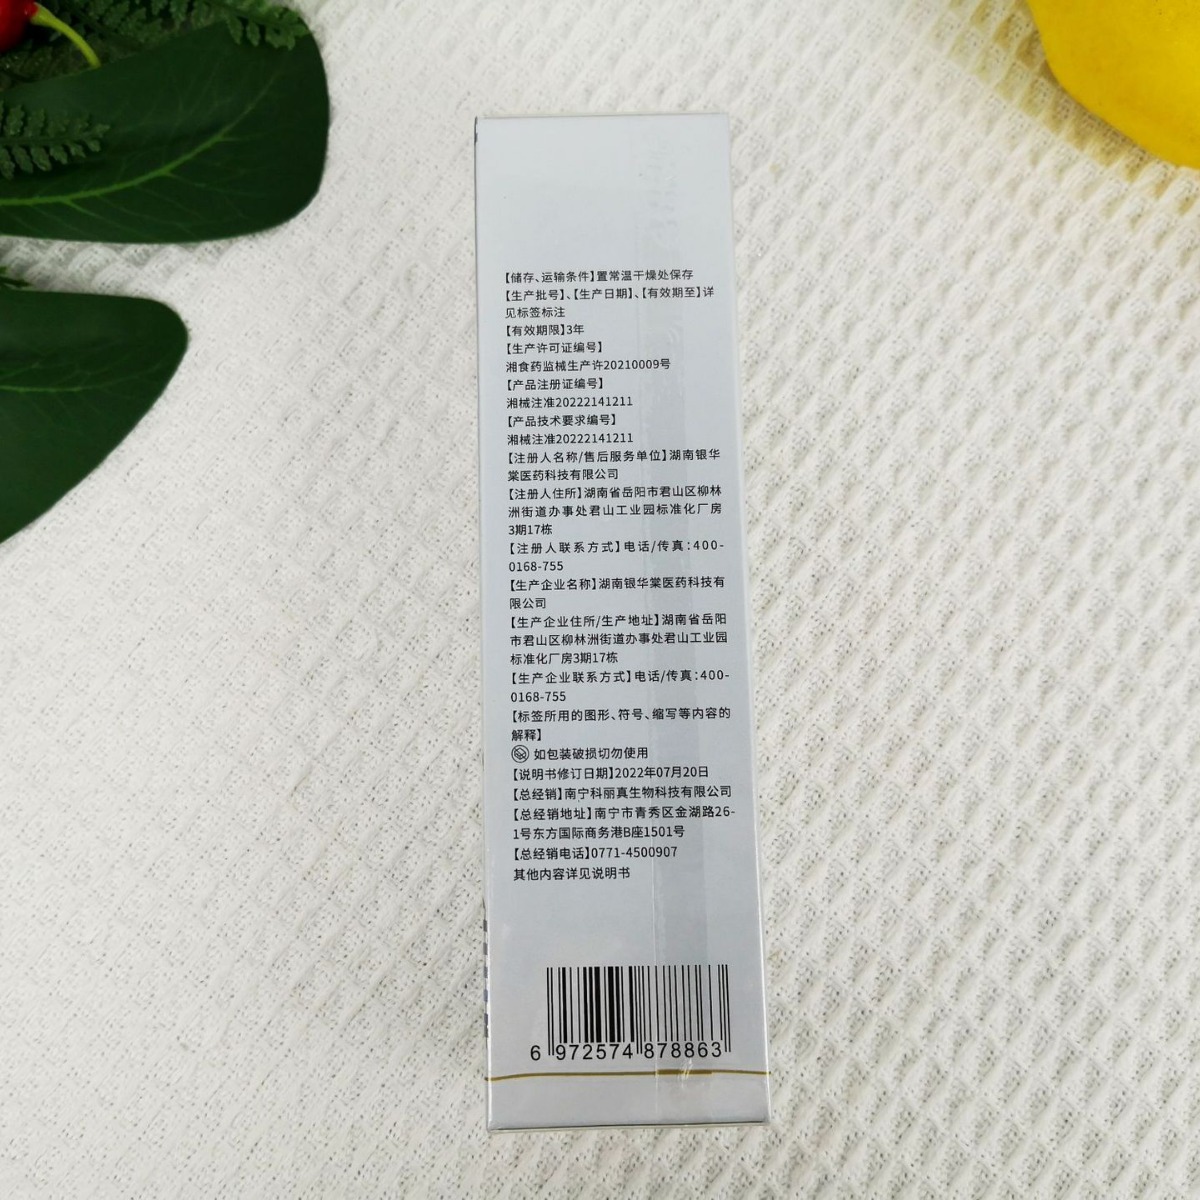 【储存、运输条件】置常温干燥处保存
【生产批号】、【生产日期】、【有效期至】详
见标签标注
【有效期限】3年
【生产许可证编号】
湘食药监械生产许20210009号
【产品注册证编号】
湘械注准20222141211
【产品技术要求编号】
湘械注准20222141211
【注册人名称/售后服务单位】湖南银华
棠医药科技有限公司
【注册人住所】湖南省岳阳市君山区柳林
洲街道办事处君山工业园标准化厂房
3期17栋
【注册人联系方式】电话/传真:400-
0168-755
【生产企业名称】湖南银华棠医药科技有
限公司
【生产企业住所/生产地址】湖南省岳阳
市君山区柳林洲街道办事处君山工业园
标准化厂房3期17栋
【生产企业联系方式】电话/传真:400-
0168-755
【标签所用的图形、符号、缩写等内容的
解释】
如包装破损切勿使用
【说明书修订日期】2022年07月20日
【总经销】南宁科丽真生物科技有限公司
【总经销地址】南宁市青秀区金湖路26-
1号东方国际商务港B座1501号
【总经销电话】0771-4500907
其他内容详见说明书
6 972574 878863